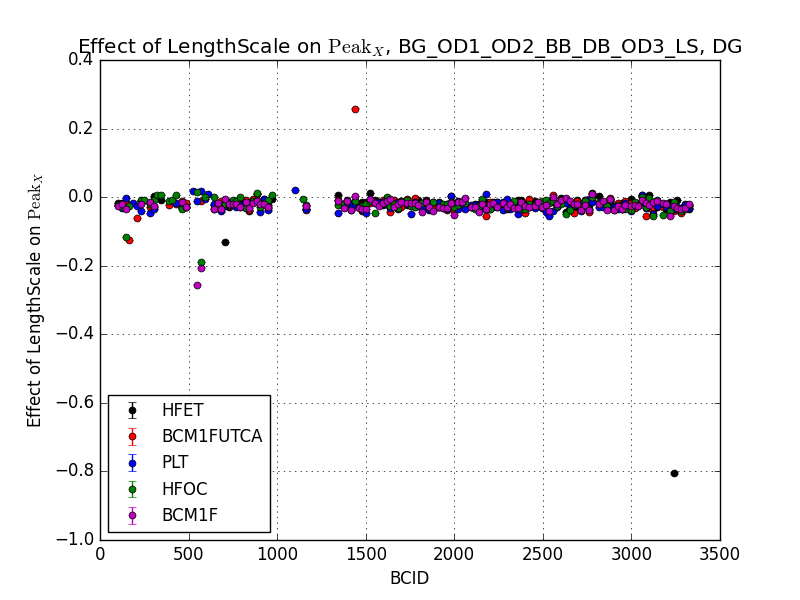 Effect of LengthScale on Peak_X, BG_OD1_OD2_BB_DB_OD3_LS, DG
0.4
0.2
0.0
−0.2
−0.4
−0.6
−0.8
−1.0
Effect of LengthScale on Peak_X
HFET
BCM1FUTCA
PLT
HFOC
BCM1F
0 500 1000 1500 2000 2500 3000 3500
BCID